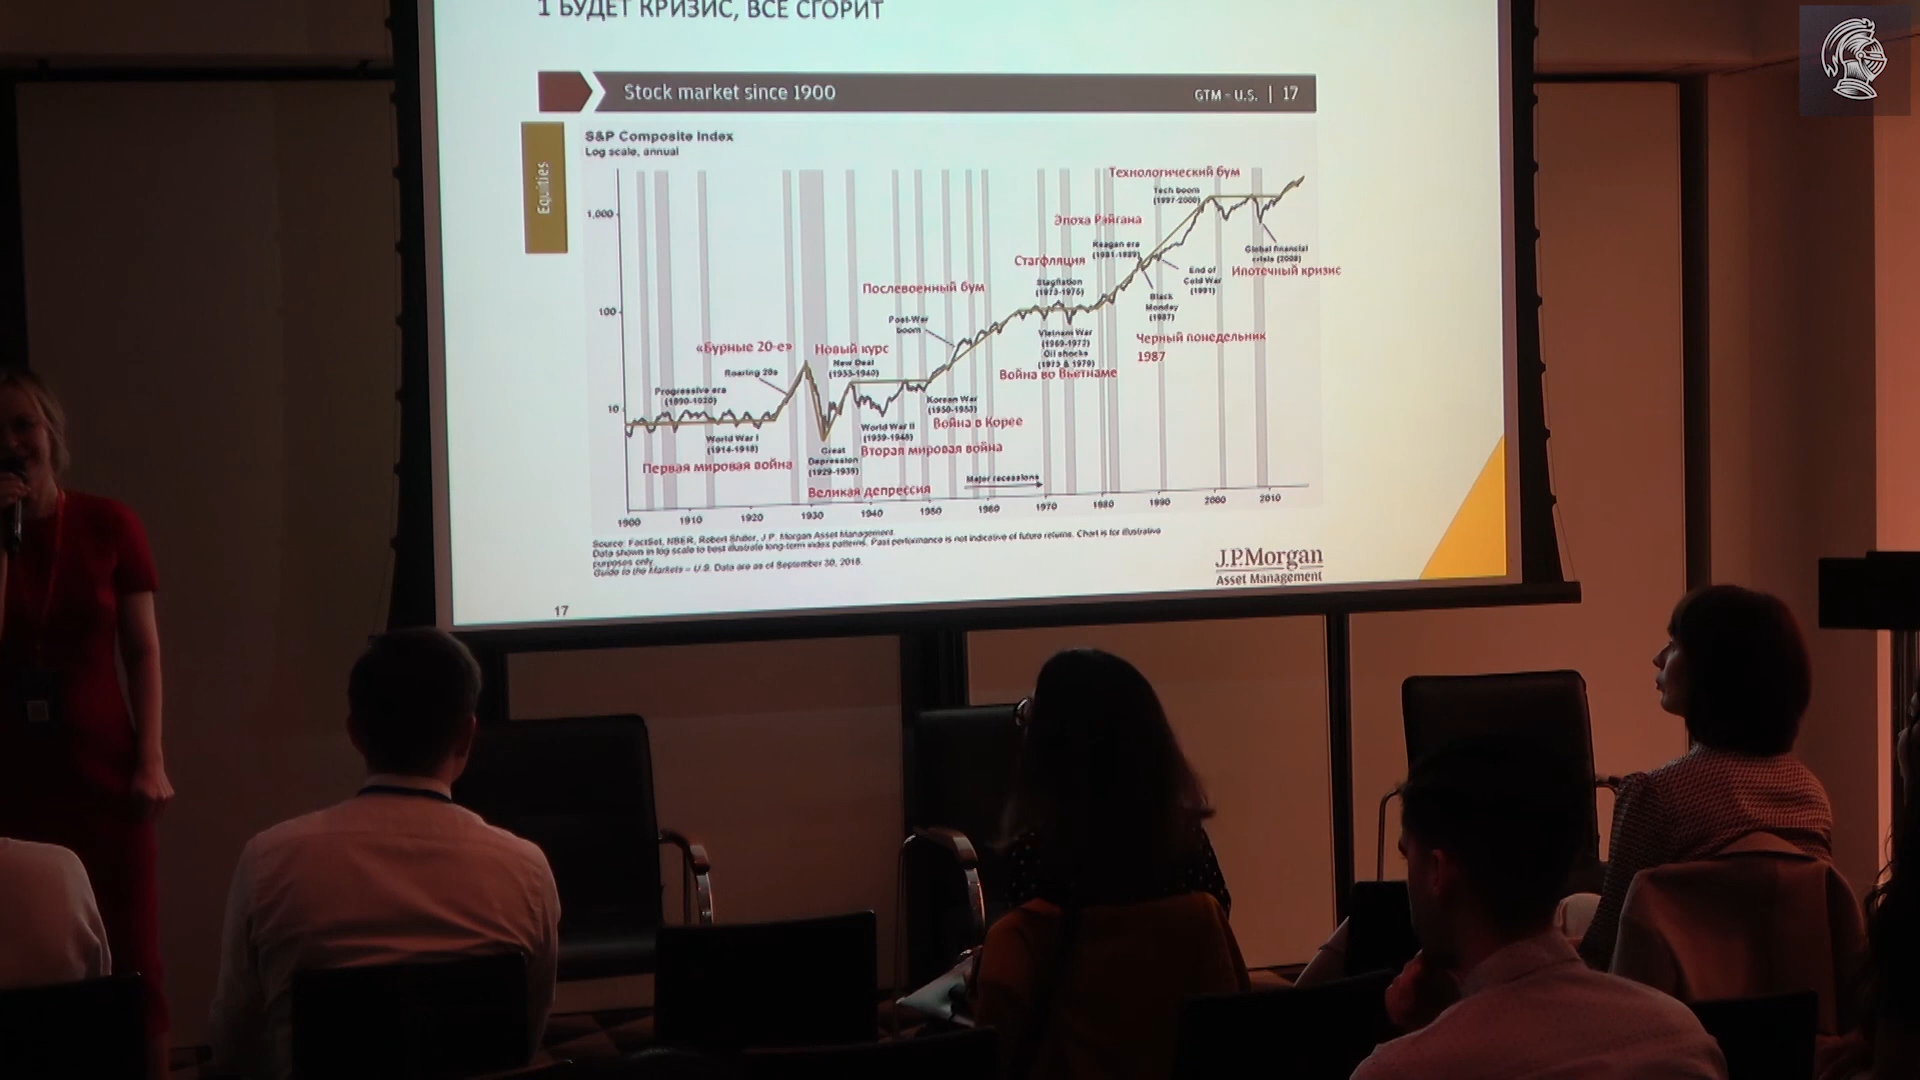 1 БУДЕТ КРИЗИС, ВСЕ СГОРИТ
Stock market since 1900
GTM – U.S. | 17
Equities
S&P Composite Index
Log scale, annual
Технологический бум
Tech boom
(1997-2000)
1,000
Эпоха Рэйгана
Reagan era
(1981-1989)
Global financial
crisis (2008)
Стагфляция
End of
Cold War
(1991)
Ипотечный кризис
Stagflation
(1973-1975)
Послевоенный бум
Black
Monday
(1987)
100
Post-War
boom
Vietnam War
(1969-1972)
Oil shocks
(1973 & 1979)
Черный понедельник
1987
«Бурные 20-е»
Новый курс
New Deal
(1933-1940)
Roaring 20s
Война во Вьетнаме
Progressive era
(1890-1920)
Korean War
(1950-1953)
10
World War II
(1939-1945)
Война в Корее
World War I
(1914-1918)
Great
Depression
(1929-1939)
Вторая мировая война
Первая мировая война
Major recessions
Великая депрессия
1900 1910 1920 1930 1940 1950 1960 1970 1980 1990 2000 2010
Source: FactSet, NBER, Robert Shiller, J.P. Morgan Asset Management.
Data shown in log scale to best illustrate long-term index patterns. Past performance is not indicative of future returns. Chart is for illustrative
purposes only.
Guide to the Markets – U.S. Data are as of September 30, 2016.
J.P.Morgan
Asset Management
17